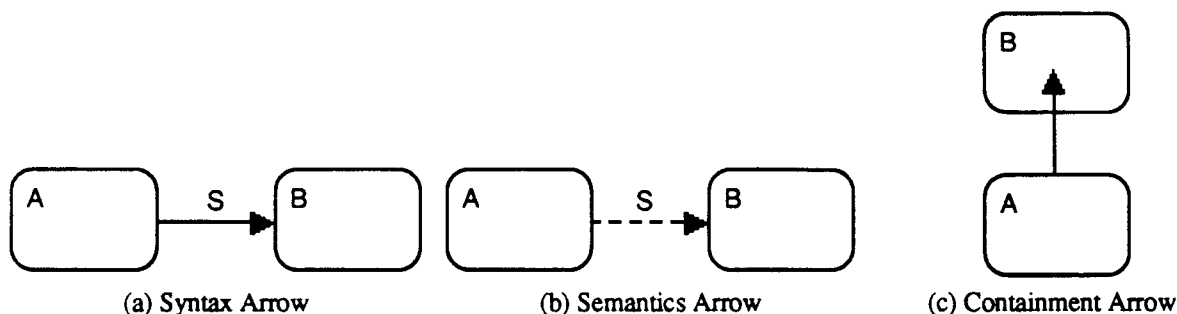 B
A
S
B
A
S
B
A
(a) Syntax Arrow
(b) Semantics Arrow
(c) Containment Arrow